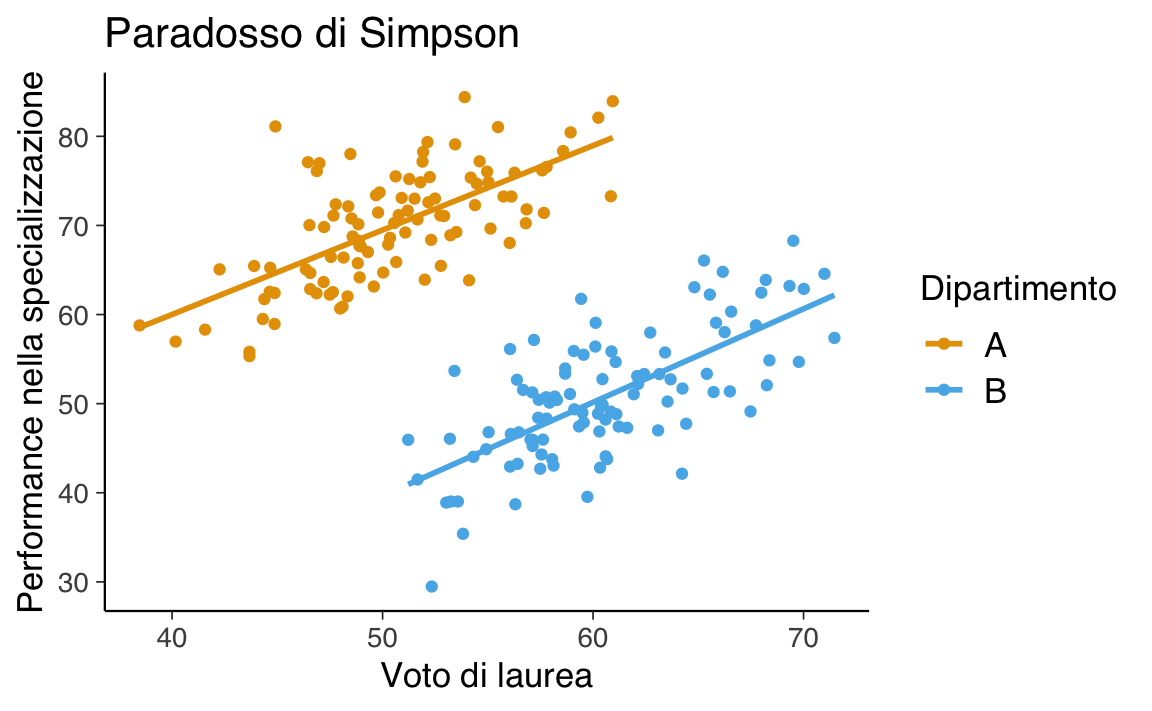 Paradosso di Simpson
Performance nella specializzazione
80
70
60
50
40
30
40
50
60
70
Voto di laurea
Dipartimento
A
B